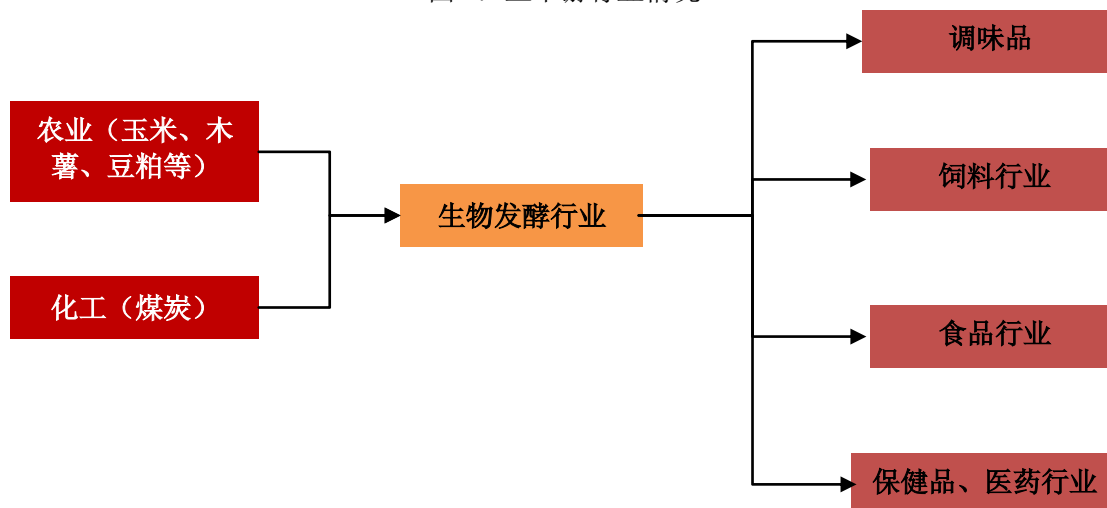 调味品
农业（玉米、木
薯、豆粕等）
饲料行业
生物发酵行业
化工（煤炭）
食品行业
保健品、医药行业